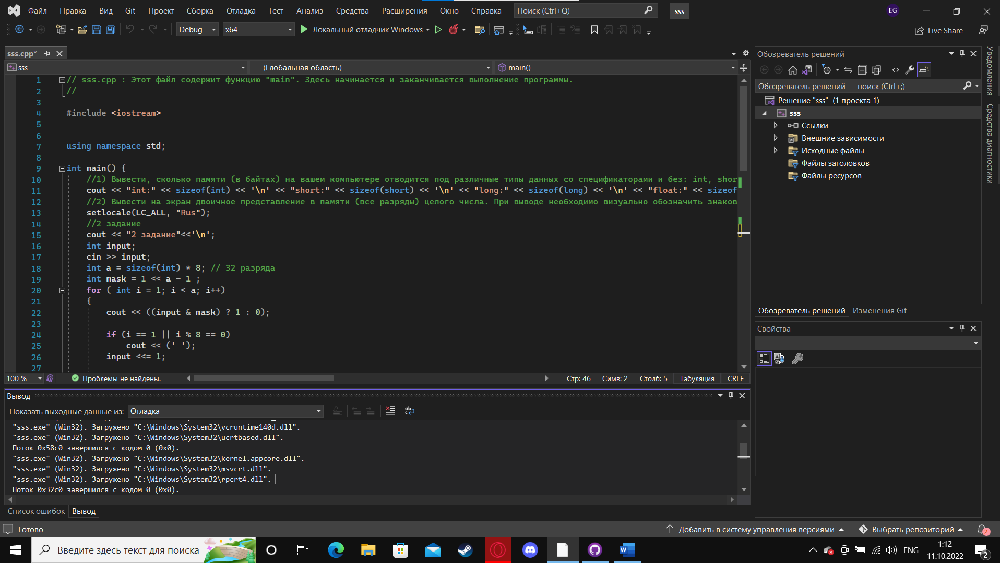 Файл Правка Вид Git Проект Сборка Отладка Тест Анализ Средства Расширения Окно Справка Поиск (Ctrl+Q) sss EG
Debug x64 Локальный отладчик Windows Live Share
sss.cpp*
sss (Глобальная область) main()
1 // sss.cpp : Этот файл содержит функцию "main". Здесь начинается и заканчивается выполнение программы.
2 //
3
4 #include <iostream>
5
6
7 using namespace std;
8
9 int main() {
10 //1) Вывести, сколько памяти (в байтах) на вашем компьютере отводится под различные типы данных со спецификаторами и без: int, shor
11 cout << "int:" << sizeof(int) << '\n' << "short:" << sizeof(short) << '\n' << "long:" << sizeof(long) << '\n' << "float:" << sizeof
12 //2) Вывести на экран двоичное представление в памяти (все разряды) целого числа. При выводе необходимо визуально обозначить знаков
13 setlocale(LC_ALL, "Rus");
14 //2 задание
15 cout << "2 задание"<<'\n';
16 int input;
17 cin >> input;
18 int a = sizeof(int) * 8; // 32 разряда
19 int mask = 1 << a - 1 ;
20 for ( int i = 1; i < a; i++)
21 {
22 cout << ((input & mask) ? 1 : 0);
23
24 if (i == 1 || i % 8 == 0)
25 cout << (' ');
26 input <<= 1;
27
100 % Проблемы не найдены. Стр: 46 Симв: 2 Столб: 5 Табуляция CRLF
Вывод
Показать выходные данные из: Отладка
"sss.exe" (Win32). Загружено "C:\Windows\System32\vcruntime140d.dll".
"sss.exe" (Win32). Загружено "C:\Windows\System32\ucrtbased.dll".
Поток 0x58c0 завершился с кодом 0 (0x0).
"sss.exe" (Win32). Загружено "C:\Windows\System32\kernel.appcore.dll".
"sss.exe" (Win32). Загружено "C:\Windows\System32\msvcrt.dll".
"sss.exe" (Win32). Загружено "C:\Windows\System32\rpcrt4.dll".
Поток 0x32c0 завершился с кодом 0 (0x0).
Список ошибок Вывод
Обозреватель решений
Обозреватель решений — поиск (Ctrl+;)
Решение "sss" (1 проекта 1)
sss
Ссылки
Внешние зависимости
Исходные файлы
Файлы заголовков
Файлы ресурсов
Обозреватель решений Изменения Git
Свойства
Уведомления
Средства диагностики
Готово Добавить в систему управления версиями Выбрать репозиторий 2
Введите здесь текст для поиска ENG
1:12
11.10.2022
2